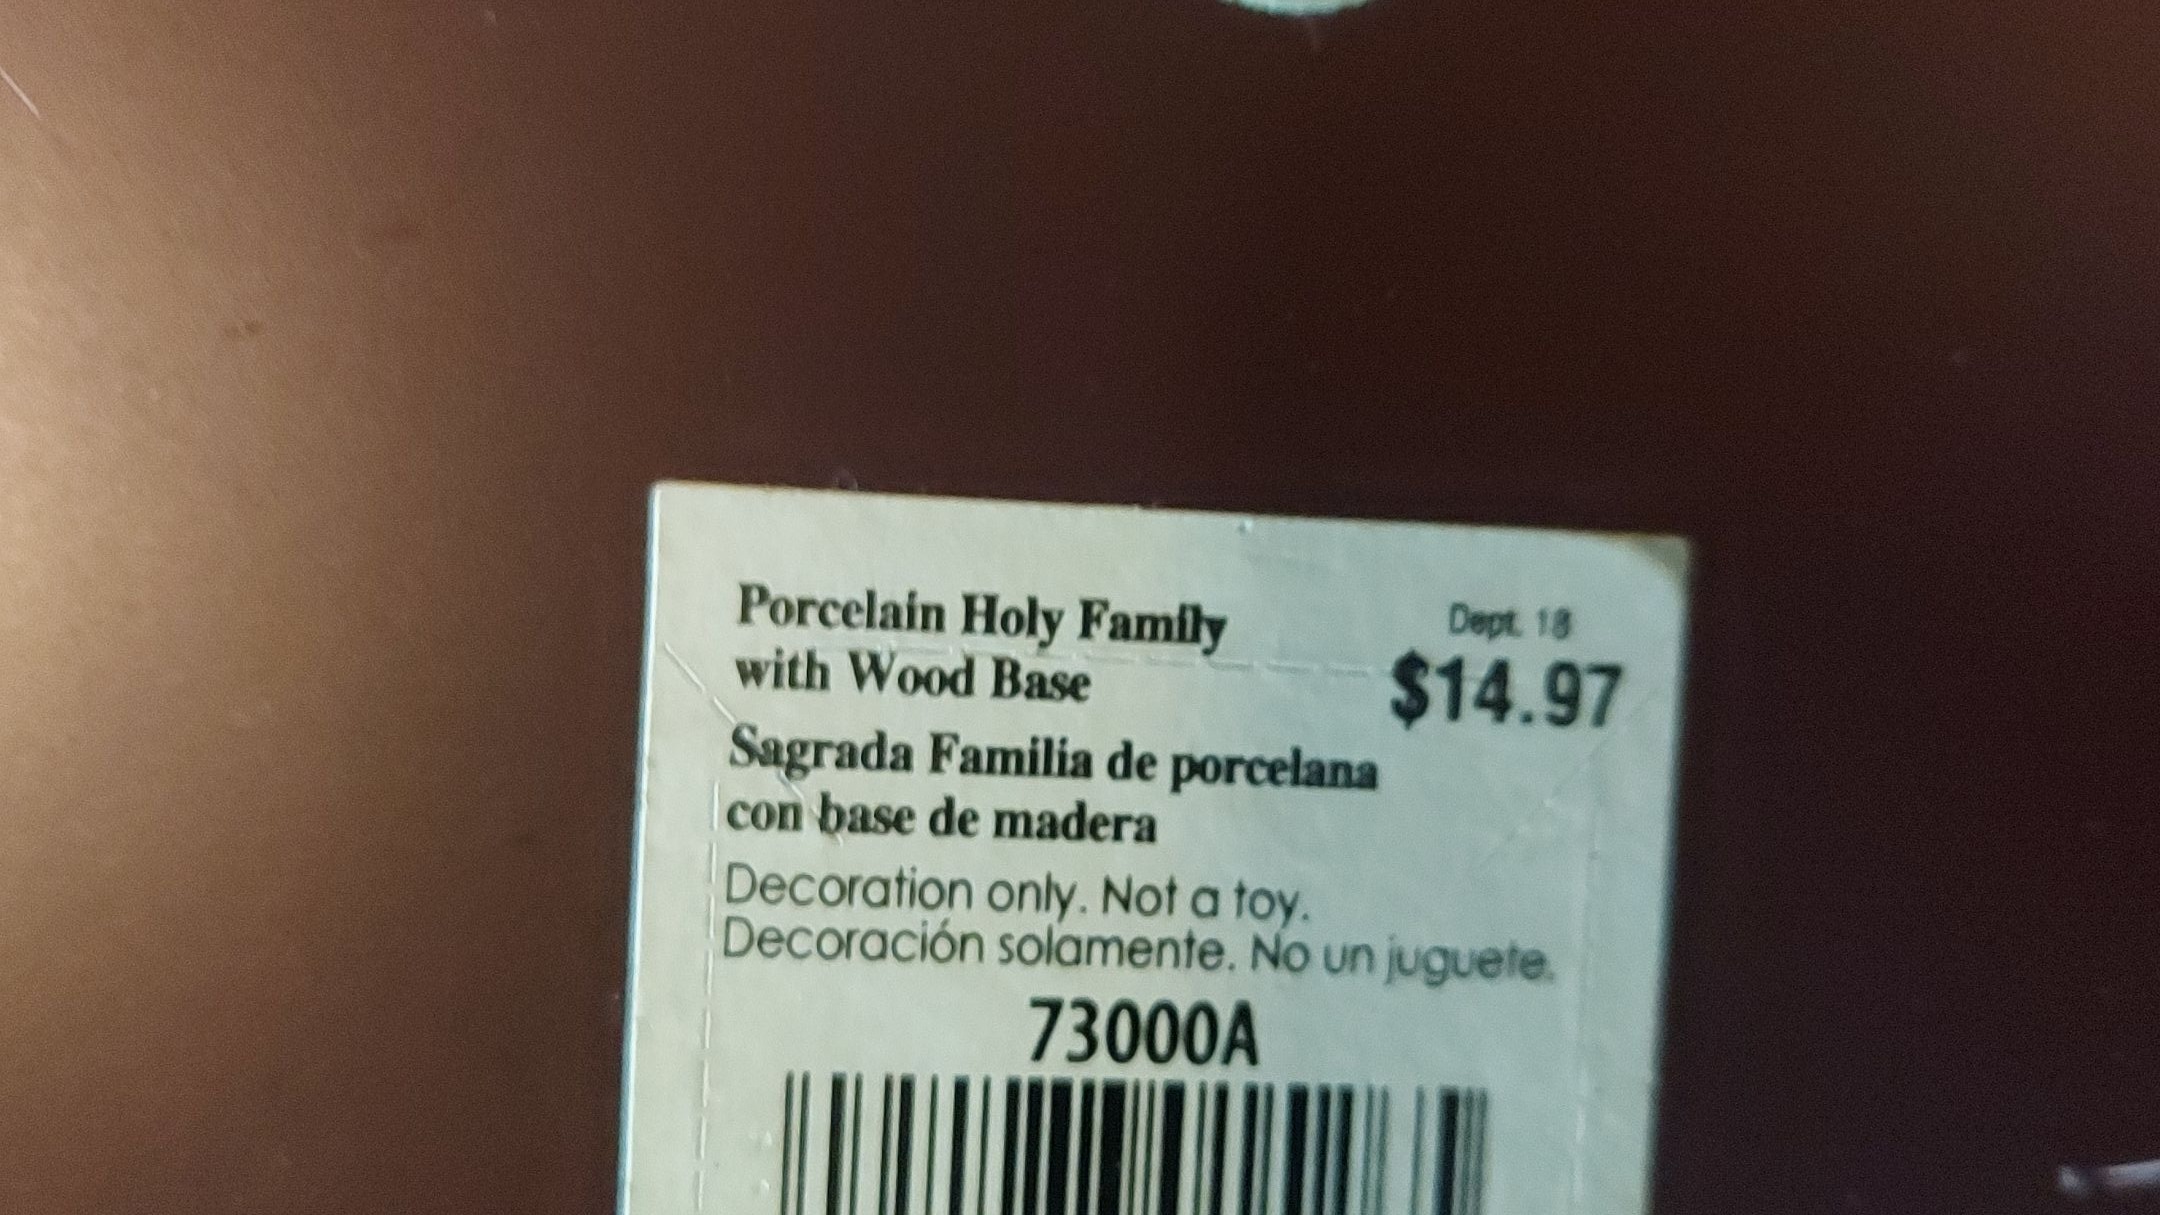 Porcelain Holy Family
with Wood Base
Dept. 18
$14.97
Sagrada Familia de porcelana
con base de madera
Decoration only. Not a toy.
Decoración solamente. No un juguete.
73000A